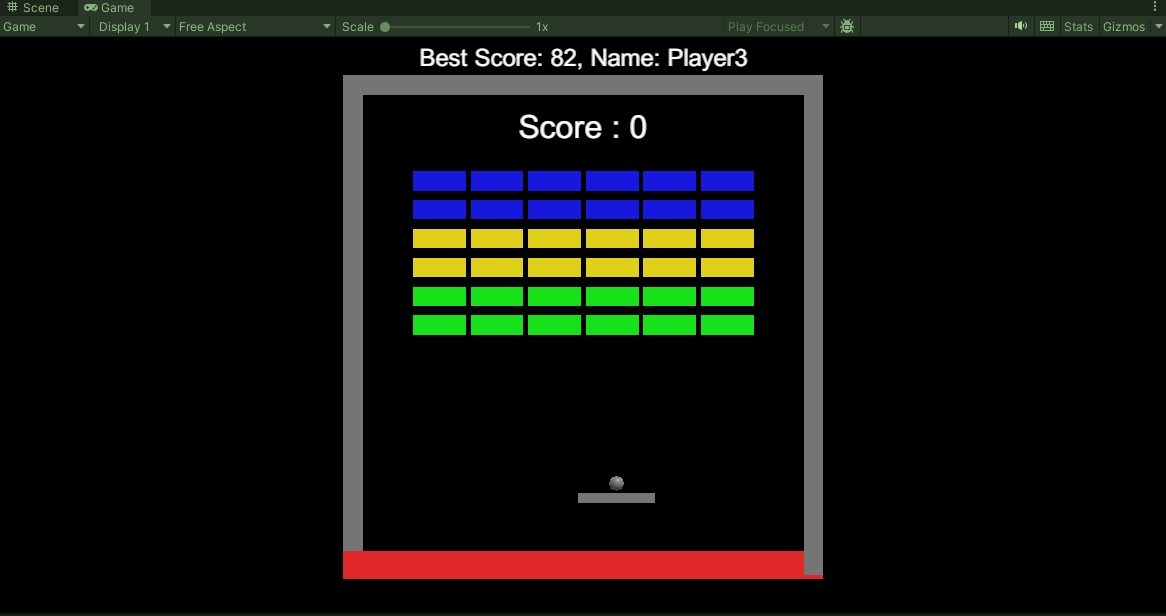 Scene Game
Game Display 1 Free Aspect Scale 1x Play Focused Stats Gizmos
Best Score: 82, Name: Player3
Score : 0